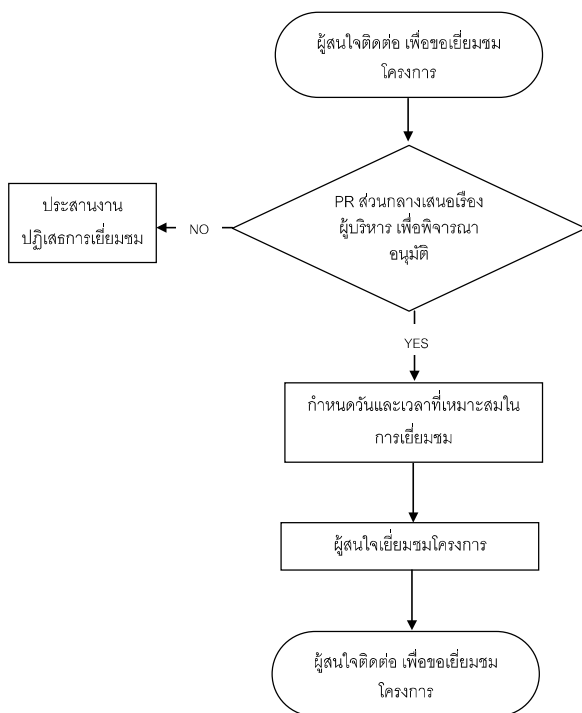 ผู้สนใจติดต่อ เพื่อขอเยี่ยมชม
โครงการ
PR ส่วนกลางเสนอเรื่อง
ผู้บริหาร เพื่อพิจารณา
อนุมัติ
NO
ประสานงาน
ปฏิเสธการเยี่ยมชม
YES
กำหนดวันและเวลาที่เหมาะสมใน
การเยี่ยมชม
ผู้สนใจเยี่ยมชมโครงการ
ผู้สนใจติดต่อ เพื่อขอเยี่ยมชม
โครงการ